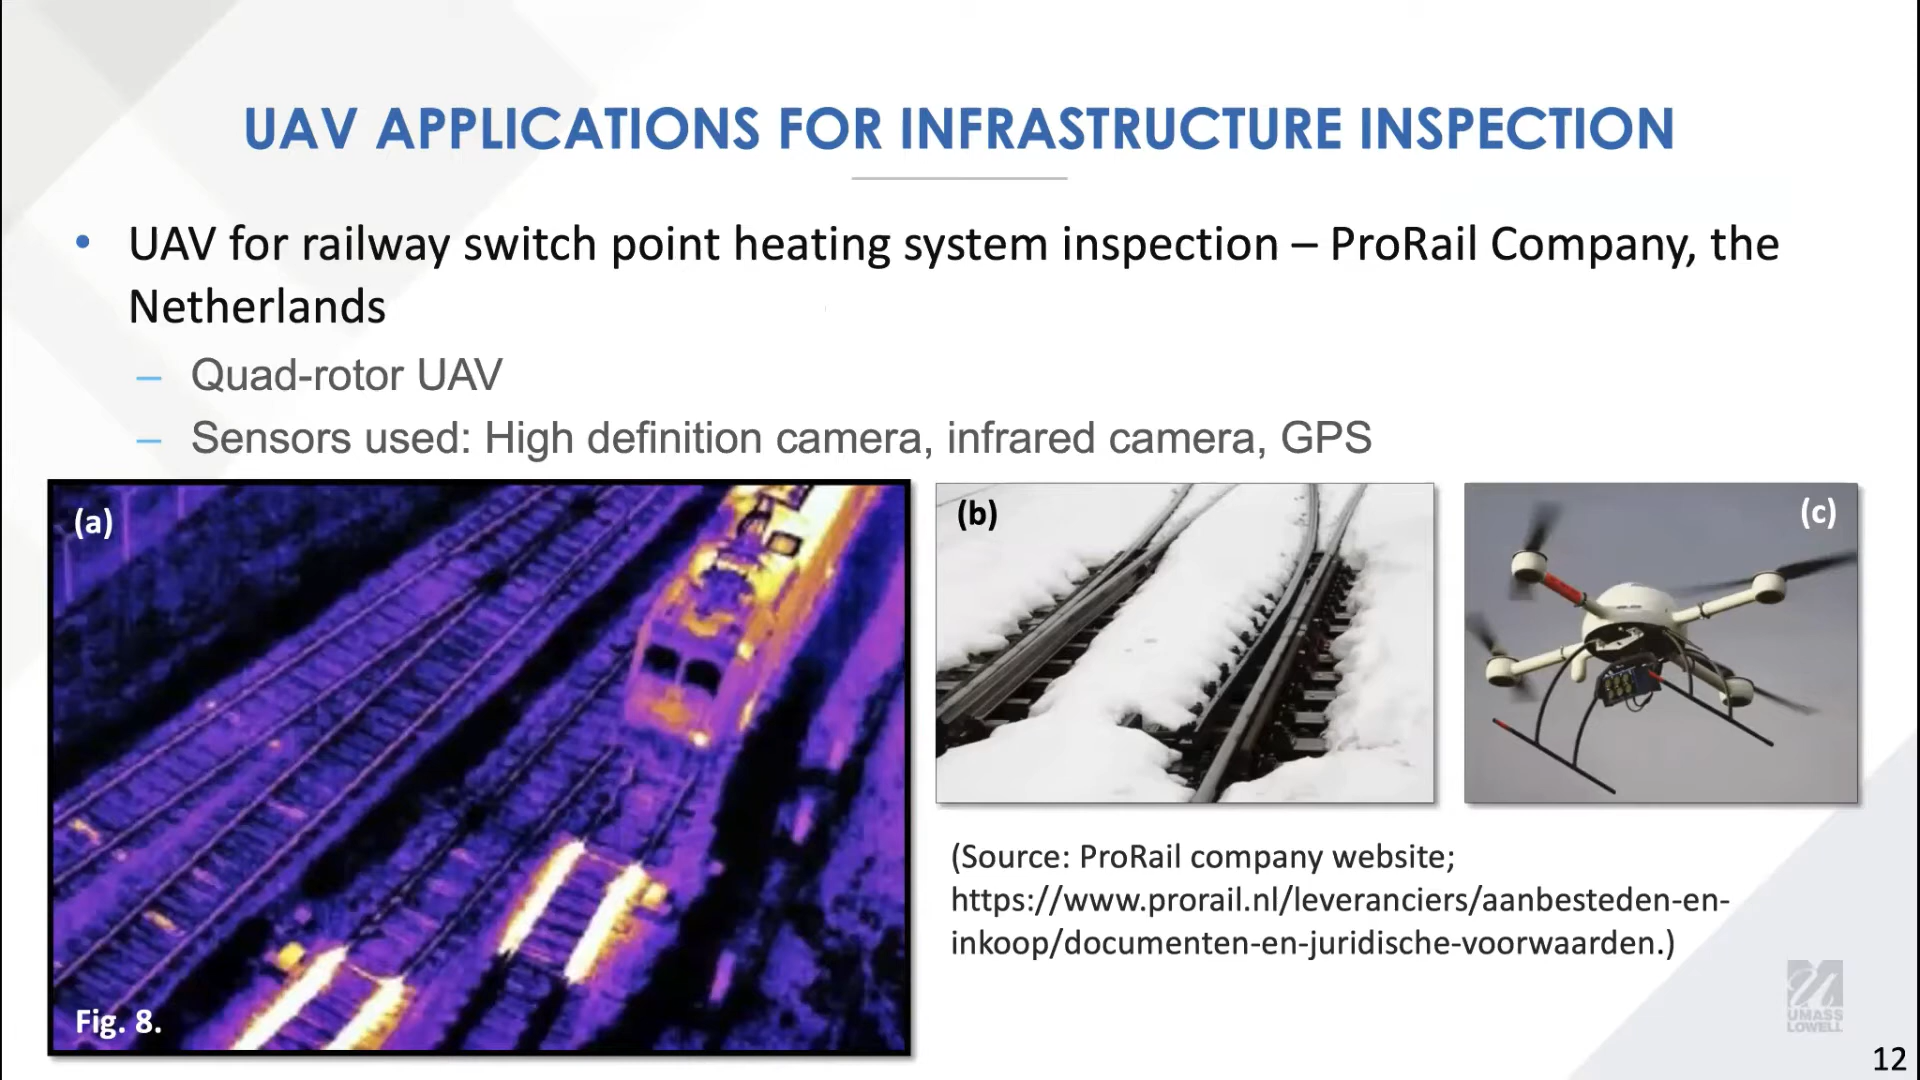 UAV APPLICATIONS FOR INFRASTRUCTURE INSPECTION
• UAV for railway switch point heating system inspection – ProRail Company, the
Netherlands
– Quad-rotor UAV
– Sensors used: High definition camera, infrared camera, GPS
(a)
(b)
(c)
Fig. 8.
(Source: ProRail company website;
https://www.prorail.nl/leveranciers/aanbesteden-en-
inkoop/documenten-en-juridische-voorwaarden.)
UMASS
LOWELL
12